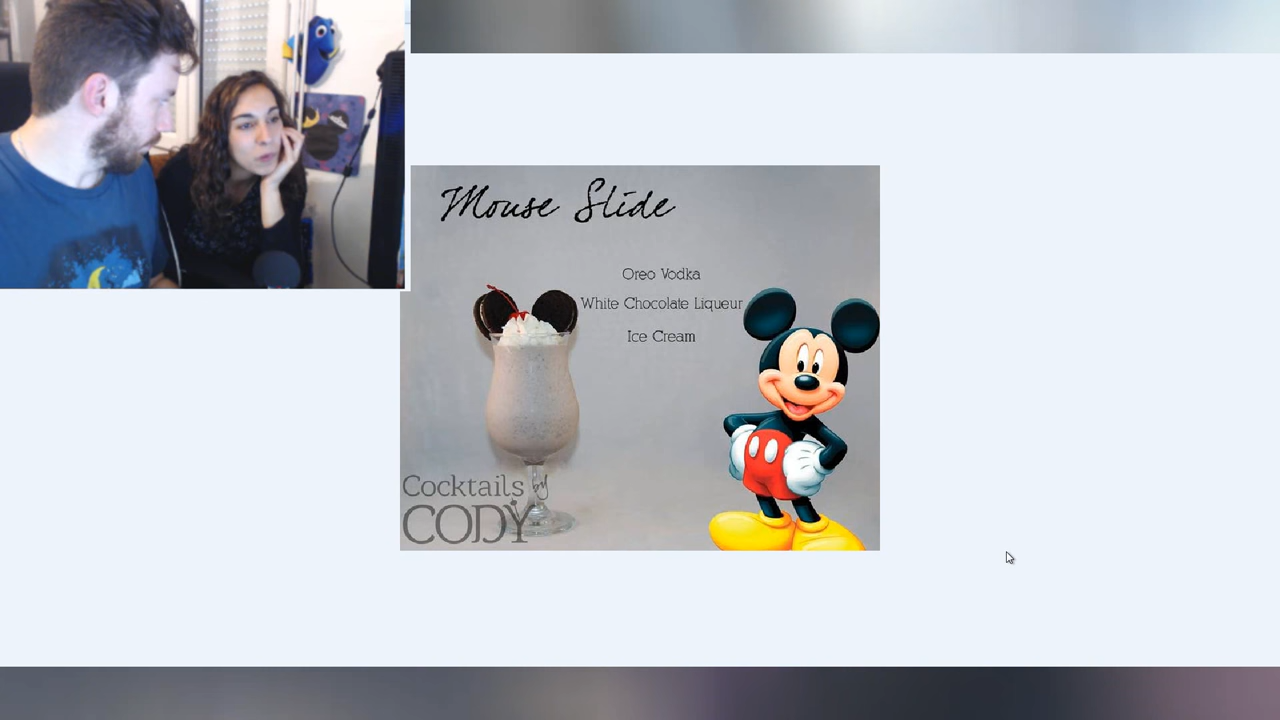 Mouse Slide
Oreo Vodka
White Chocolate Liqueur
Ice Cream
Cocktails by
CODY